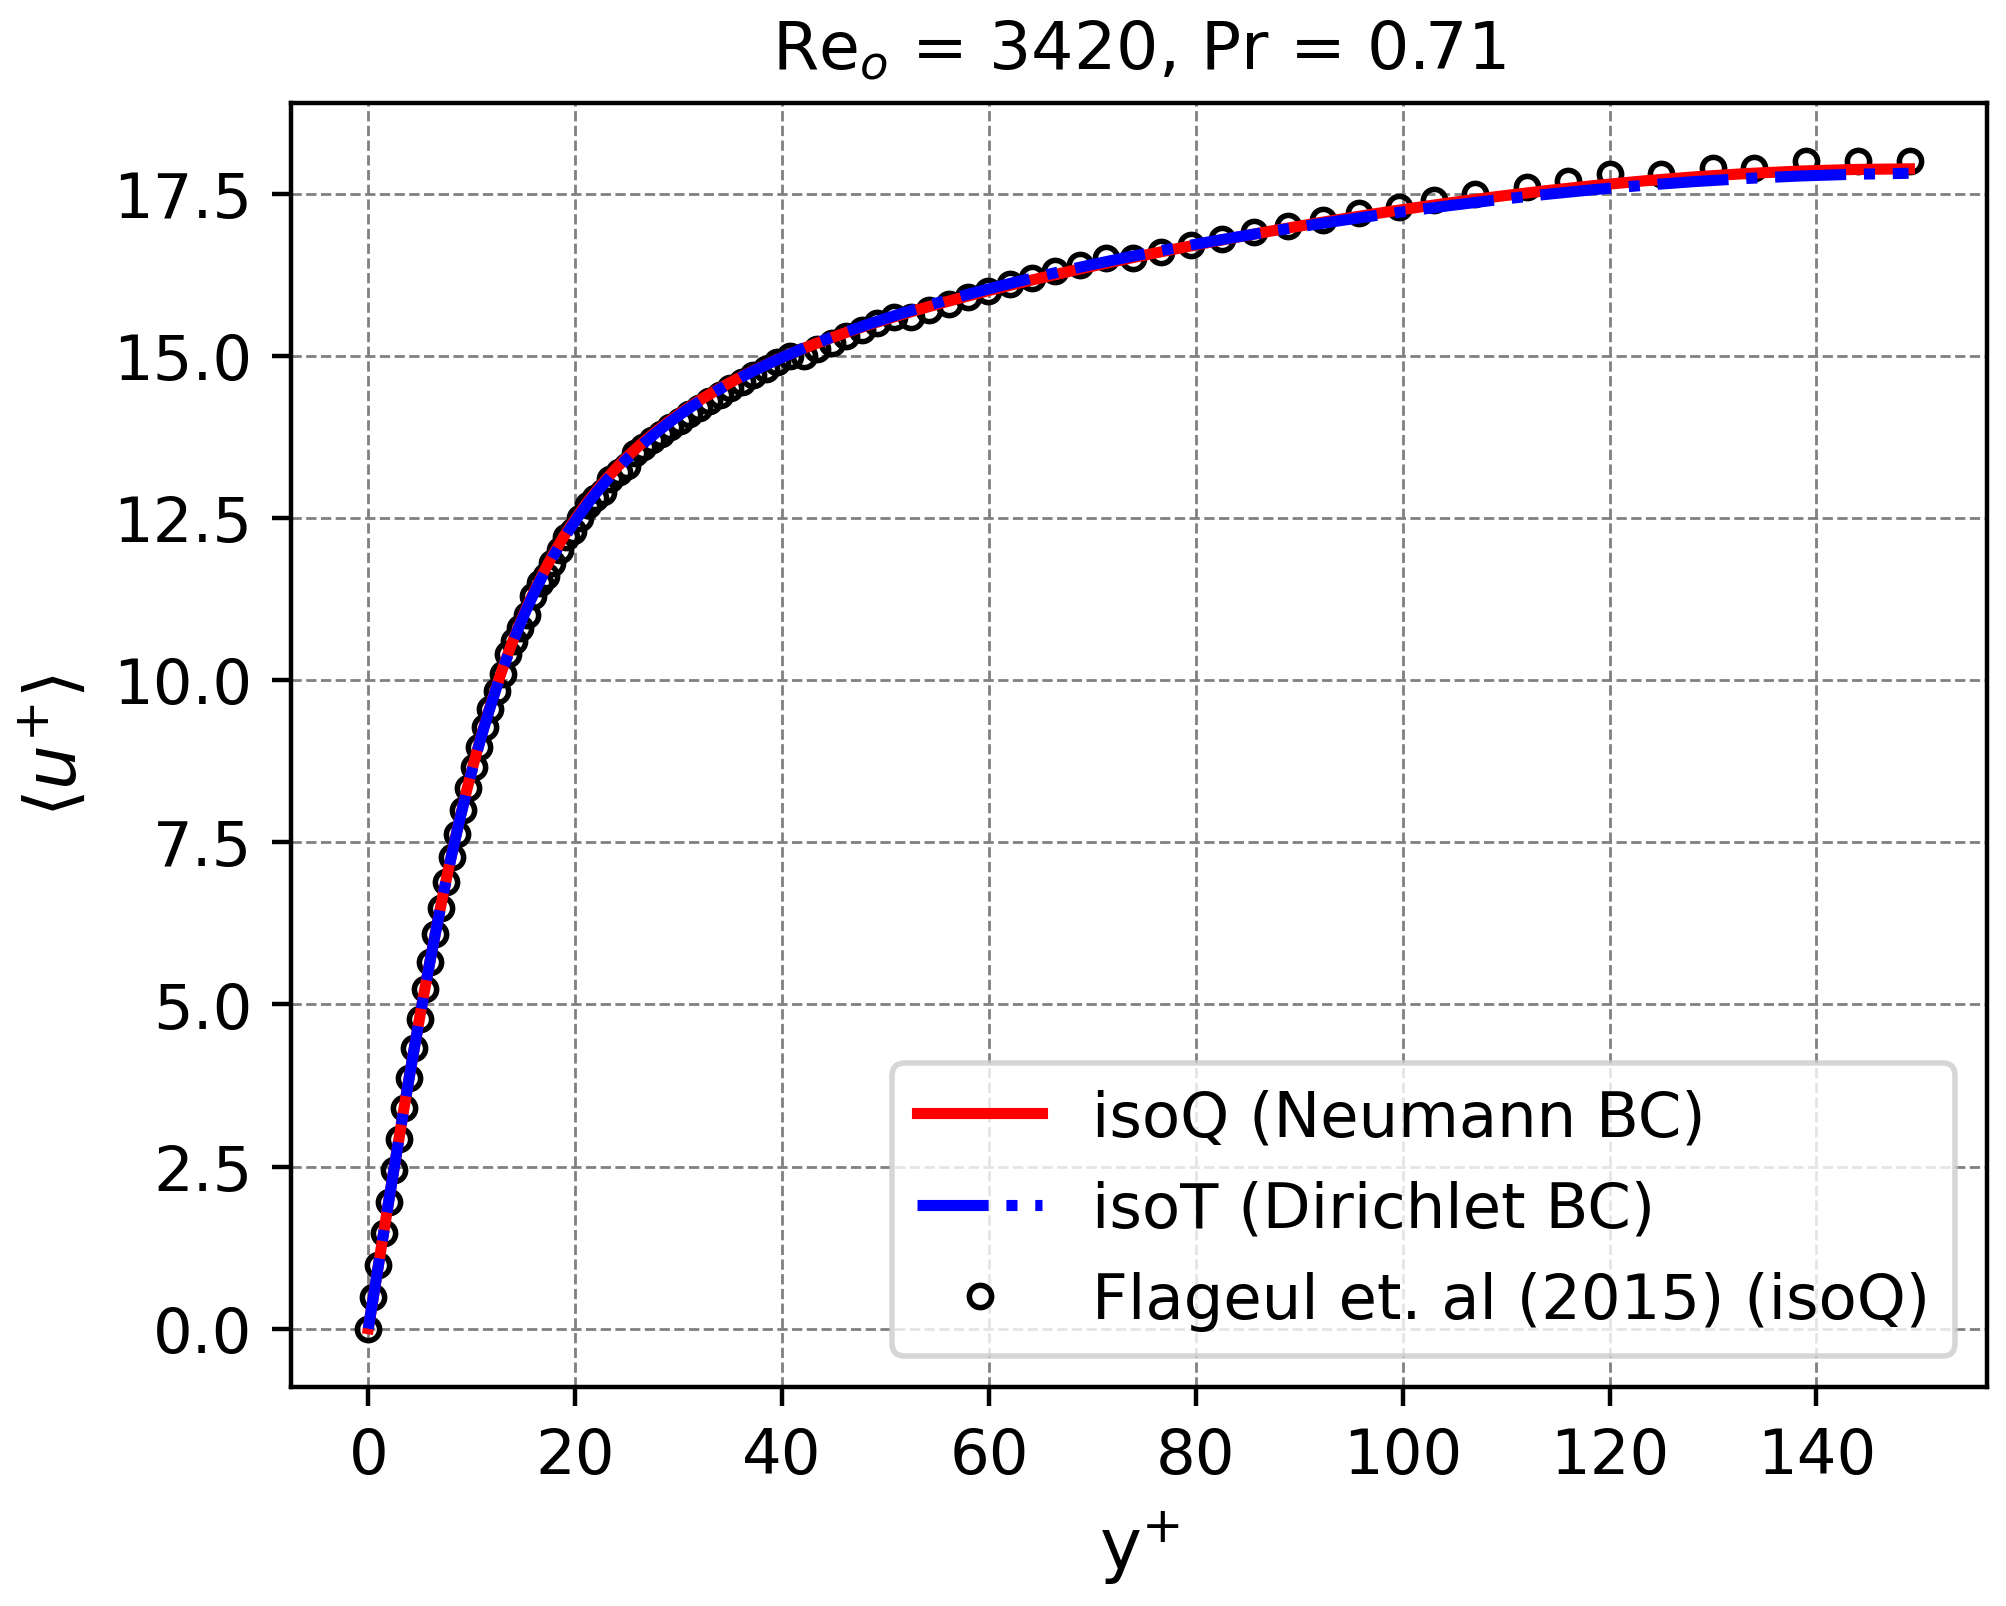 Re₀ = 3420, Pr = 0.71
⟨u⁺⟩
17.5
15.0
12.5
10.0
7.5
5.0
2.5
0.0
isoQ (Neumann BC)
isoT (Dirichlet BC)
Flageul et. al (2015) (isoQ)
0 20 40 60 80 100 120 140
y⁺